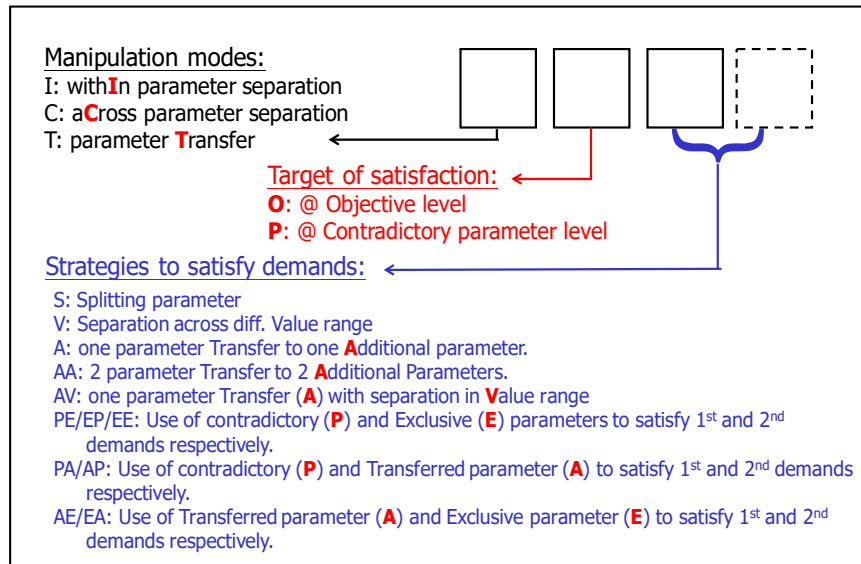 Manipulation modes:
I: withIn parameter separation
C: aCross parameter separation
T: parameter Transfer
Target of satisfaction:
O: @ Objective level
P: @ Contradictory parameter level
Strategies to satisfy demands:
S: Splitting parameter
V: Separation across diff. Value range
A: one parameter Transfer to one Additional parameter.
AA: 2 parameter Transfer to 2 Additional Parameters.
AV: one parameter Transfer (A) with separation in Value range
PE/EP/EE: Use of contradictory (P) and Exclusive (E) parameters to satisfy 1st and 2nd
demands respectively.
PA/AP: Use of contradictory (P) and Transferred parameter (A) to satisfy 1st and 2nd demands
respectively.
AE/EA: Use of Transferred parameter (A) and Exclusive parameter (E) to satisfy 1st and 2nd
demands respectively.